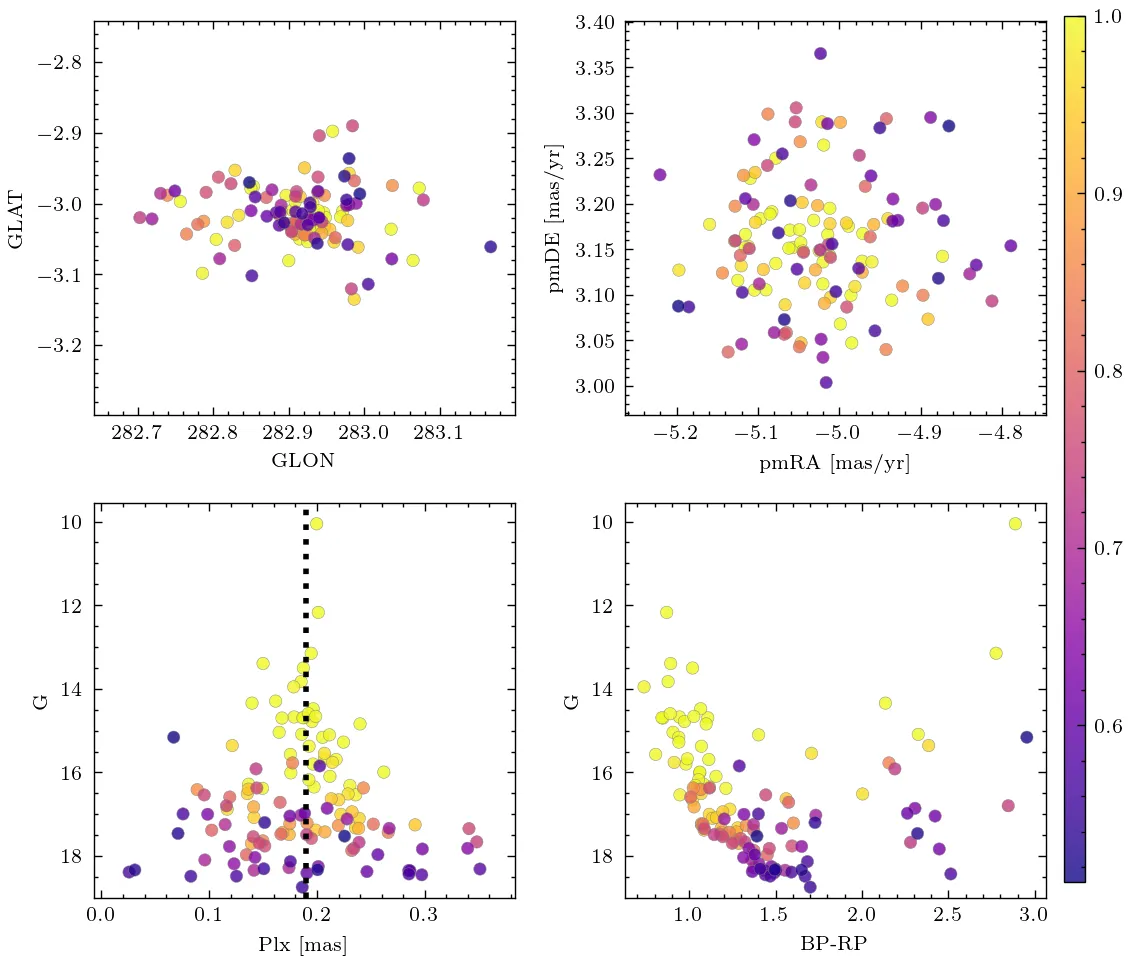 −2.8
−2.9
−3.0
−3.1
−3.2
GLAT
282.7 282.8 282.9 283.0 283.1
GLON
3.40
3.35
3.30
3.25
3.20
3.15
3.10
3.05
3.00
pmDE [mas/yr]
−5.2 −5.1 −5.0 −4.9 −4.8
pmRA [mas/yr]
1.0
0.9
0.8
0.7
0.6
10
12
14
16
18
G
0.0 0.1 0.2 0.3
Plx [mas]
10
12
14
16
18
G
1.0 1.5 2.0 2.5 3.0
BP-RP